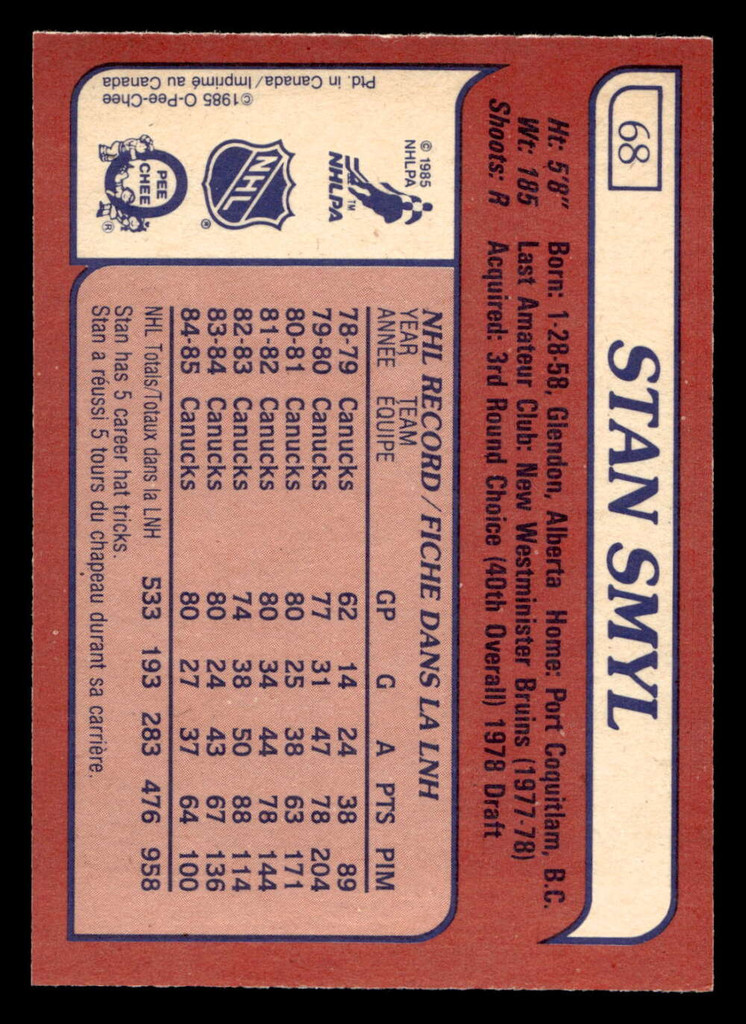 68
STAN SMYL
Ht: 5'8" Born: 1-28-58, Glendon, Alberta Home: Port Coquitlam, B.C.
Wt: 185 Last Amateur Club: New Westminister Bruins (1977-78)
Shoots: R Acquired: 3rd Round Choice (40th Overall) 1978 Draft
© 1985 NHLPA
NHLPA ™
NHL ®
O PEE CHEE ®
©1985 O-Pee-Chee
Ptd. in Canada/Imprimé au Canada
NHL RECORD/FICHE DANS LA LNH
YEAR TEAM
ANNÉE ÉQUIPE GP G A PTS PIM
78-79 Canucks 62 14 24 38 89
79-80 Canucks 77 31 47 78 204
80-81 Canucks 80 25 38 63 171
81-82 Canucks 80 34 44 78 144
82-83 Canucks 74 38 50 88 114
83-84 Canucks 80 24 43 67 136
84-85 Canucks 80 27 37 64 100
NHL Totals/Totaux dans la LNH 533 193 283 476 958
Stan has 5 career hat tricks.
Stan a réussi 5 tours du chapeau durant sa carrière.